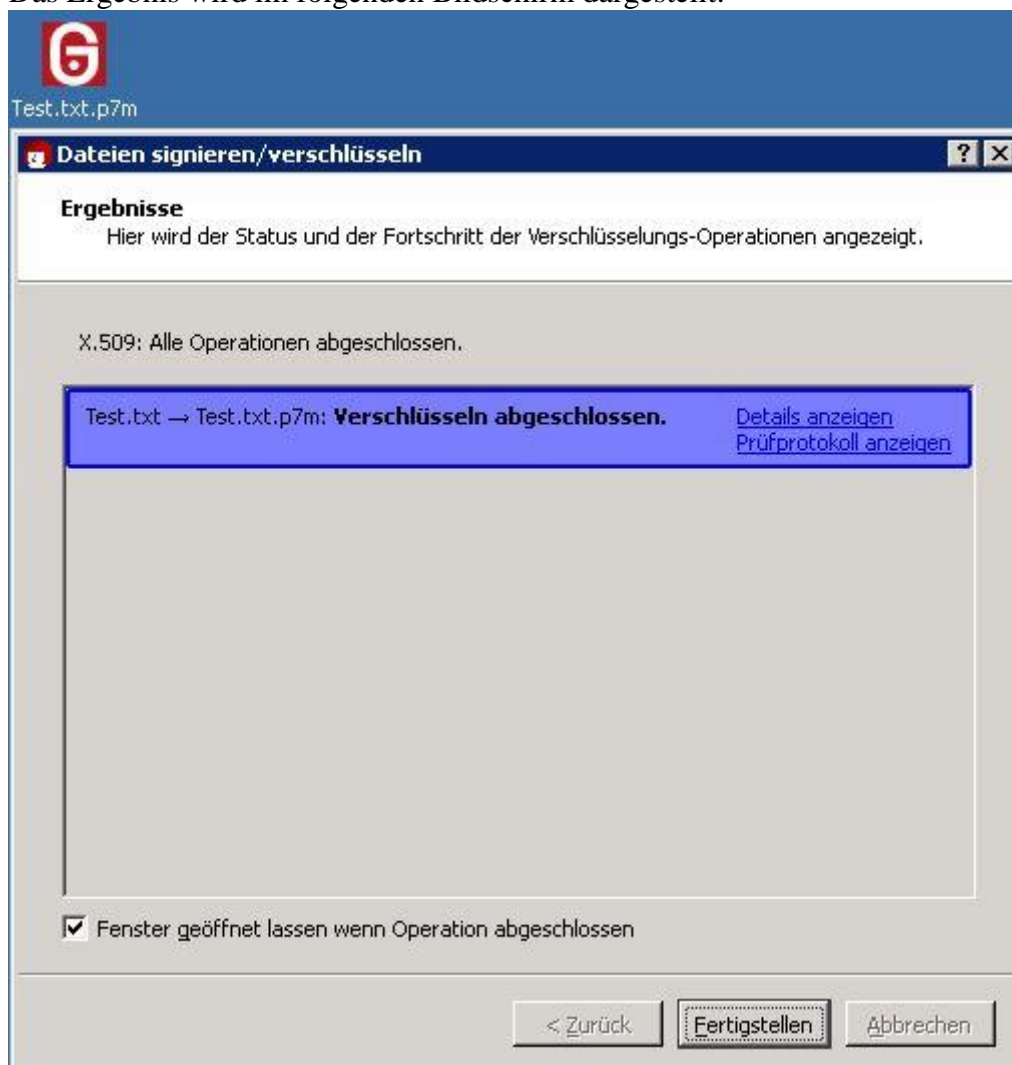 Das Ergebnis wird im folgenden Bildschirm dargestellt:
G
Test.txt.p7m
Dateien signieren/verschlüsseln
Ergebnisse
Hier wird der Status und der Fortschritt der Verschlüsselungs-Operationen angezeigt.
X.509: Alle Operationen abgeschlossen.
Test.txt → Test.txt.p7m: Verschlüsseln abgeschlossen. Details anzeigen
Prüfprotokoll anzeigen
Fenster geöffnet lassen wenn Operation abgeschlossen
< Zurück Fertigstellen Abbrechen